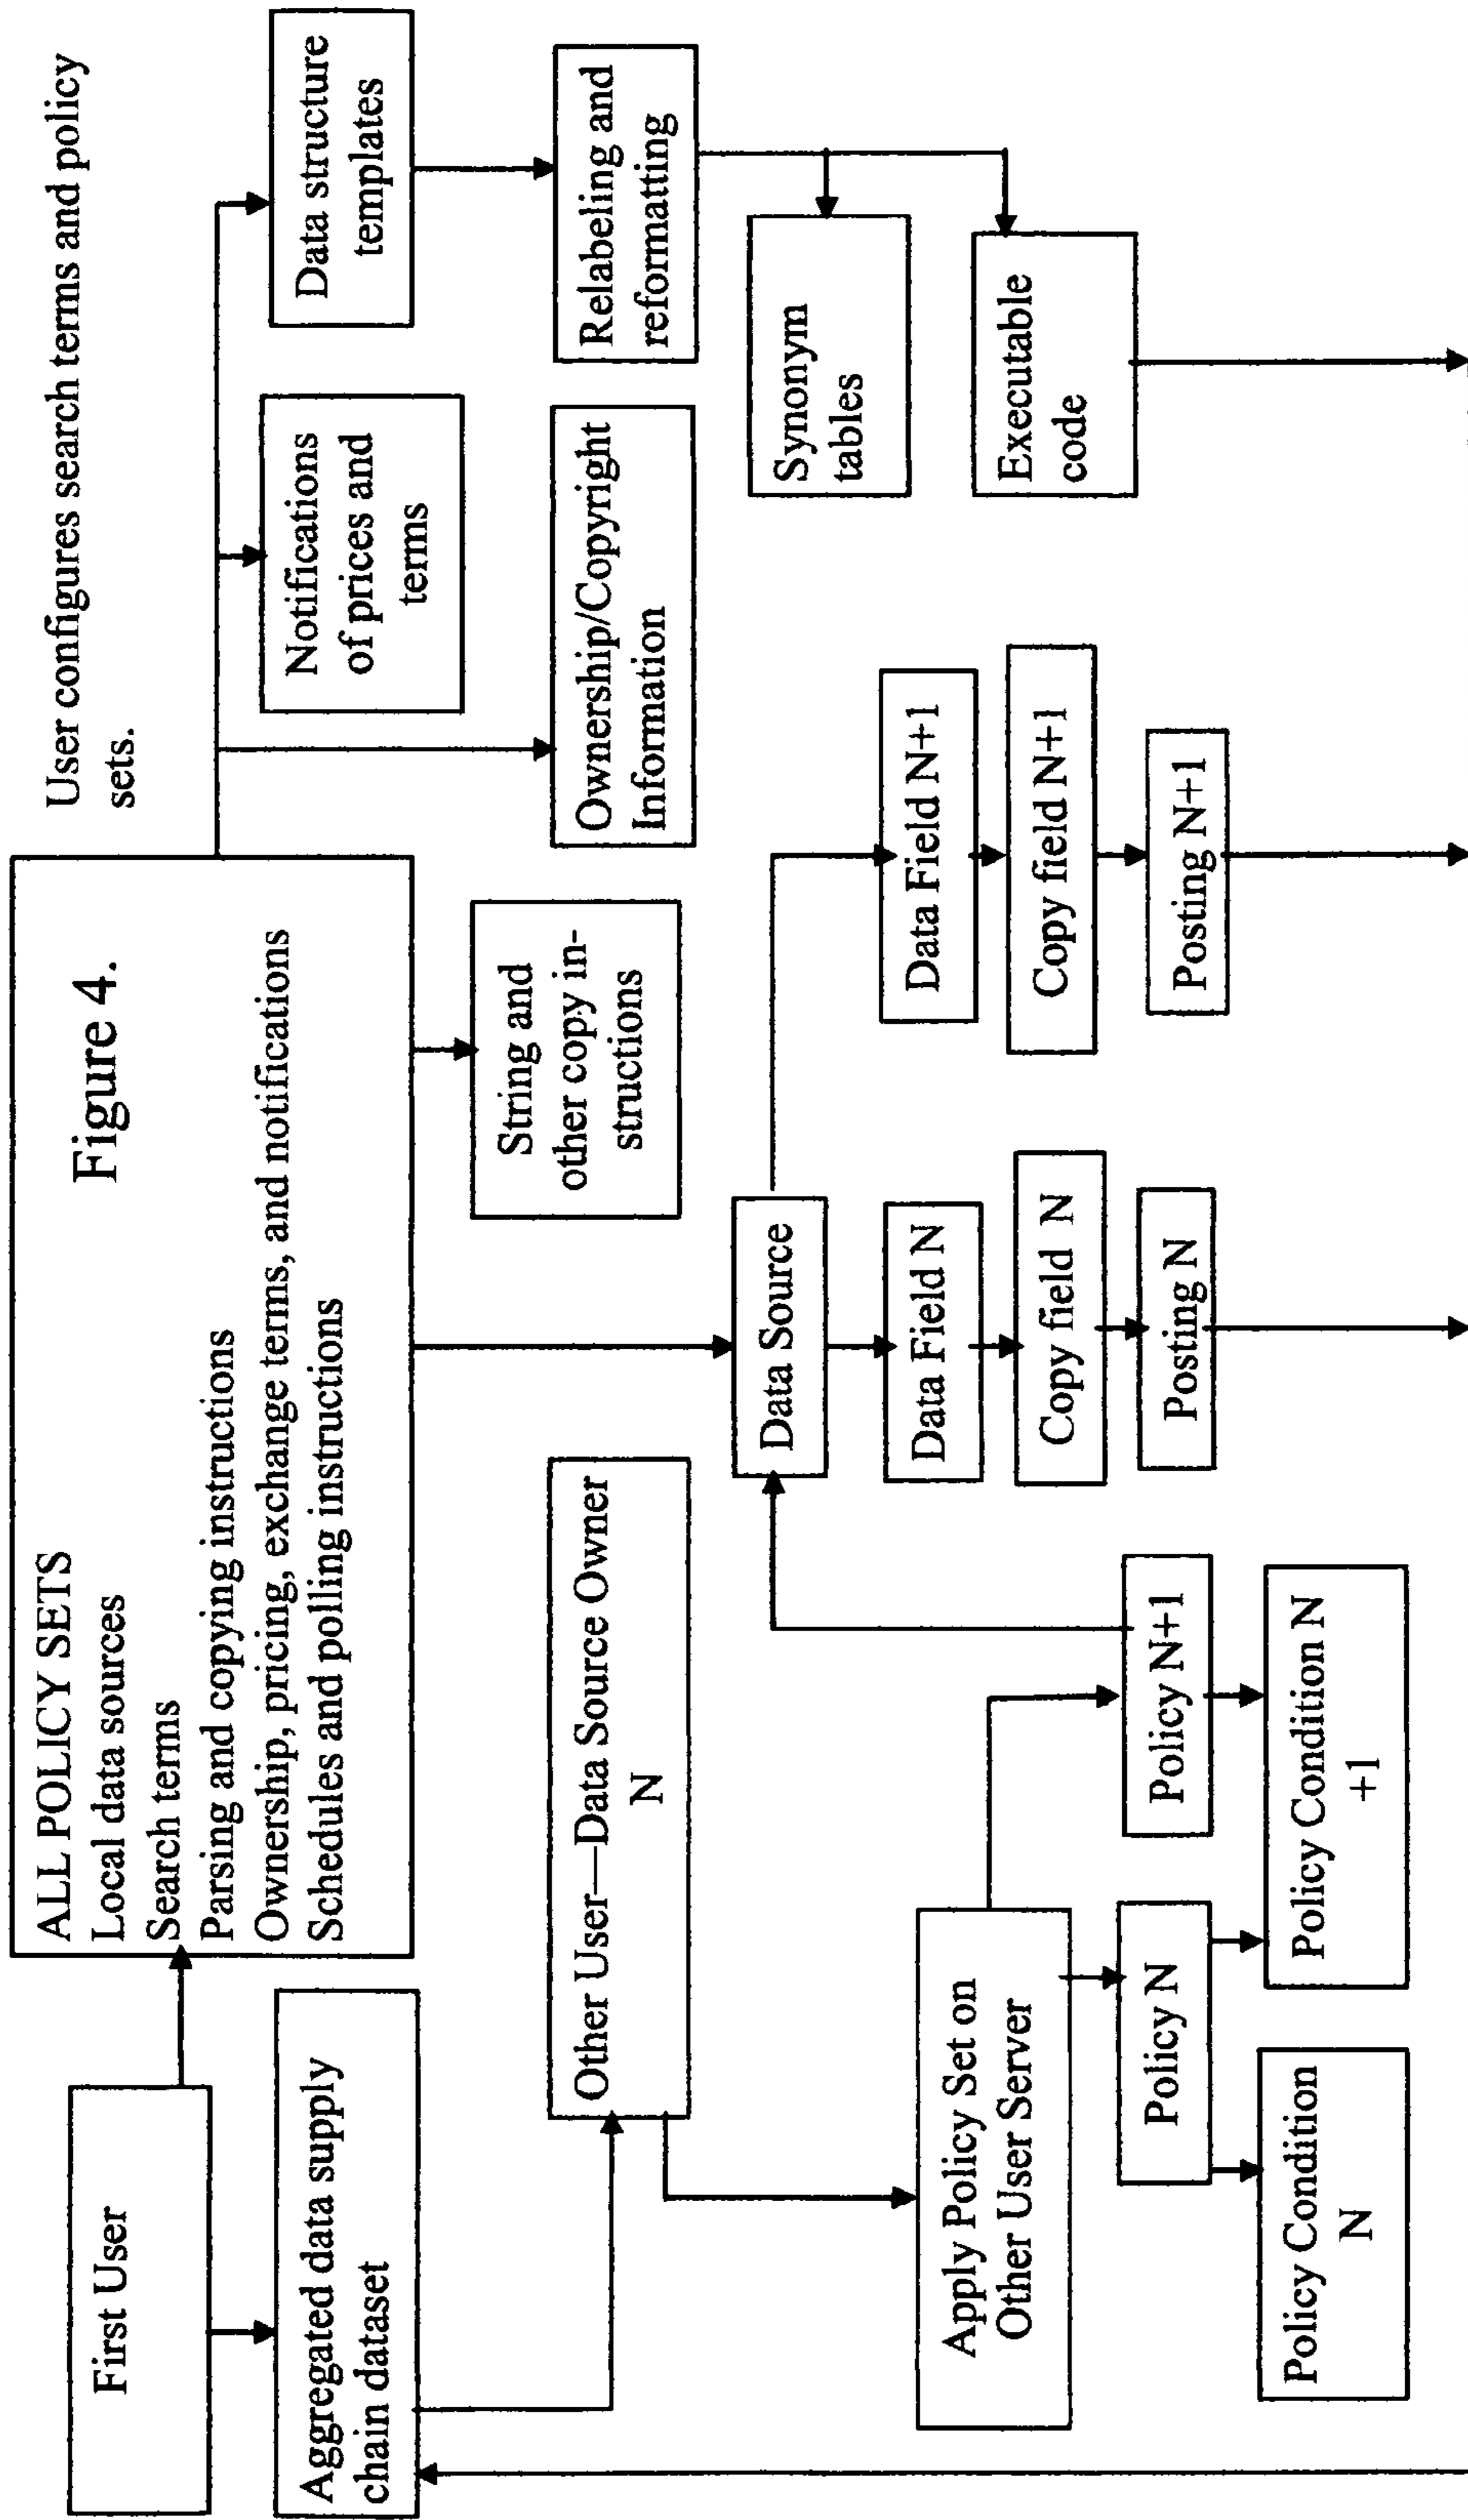 Figure 4.
User configures search terms and policy
sets.
First User
ALL POLICY SETS
Local data sources
Search terms
Parsing and copying instructions
Ownership, pricing, exchange terms, and notifications
Schedules and polling instructions
Aggregated data supply
chain dataset
Notifications
of prices and
terms
Data structure
templates
String and
other copy in-
structions
Ownership/Copyright
Information
Relabeling and
reformatting
Other User—Data Source Owner
N
Data Source
Synonym
tables
Apply Policy Set on
Other User Server
Data Field N
Data Field N+1
Executable
code
Copy field N
Copy field N+1
Policy N
Policy N+1
Posting N
Posting N+1
Policy Condition
N
Policy Condition N
+1